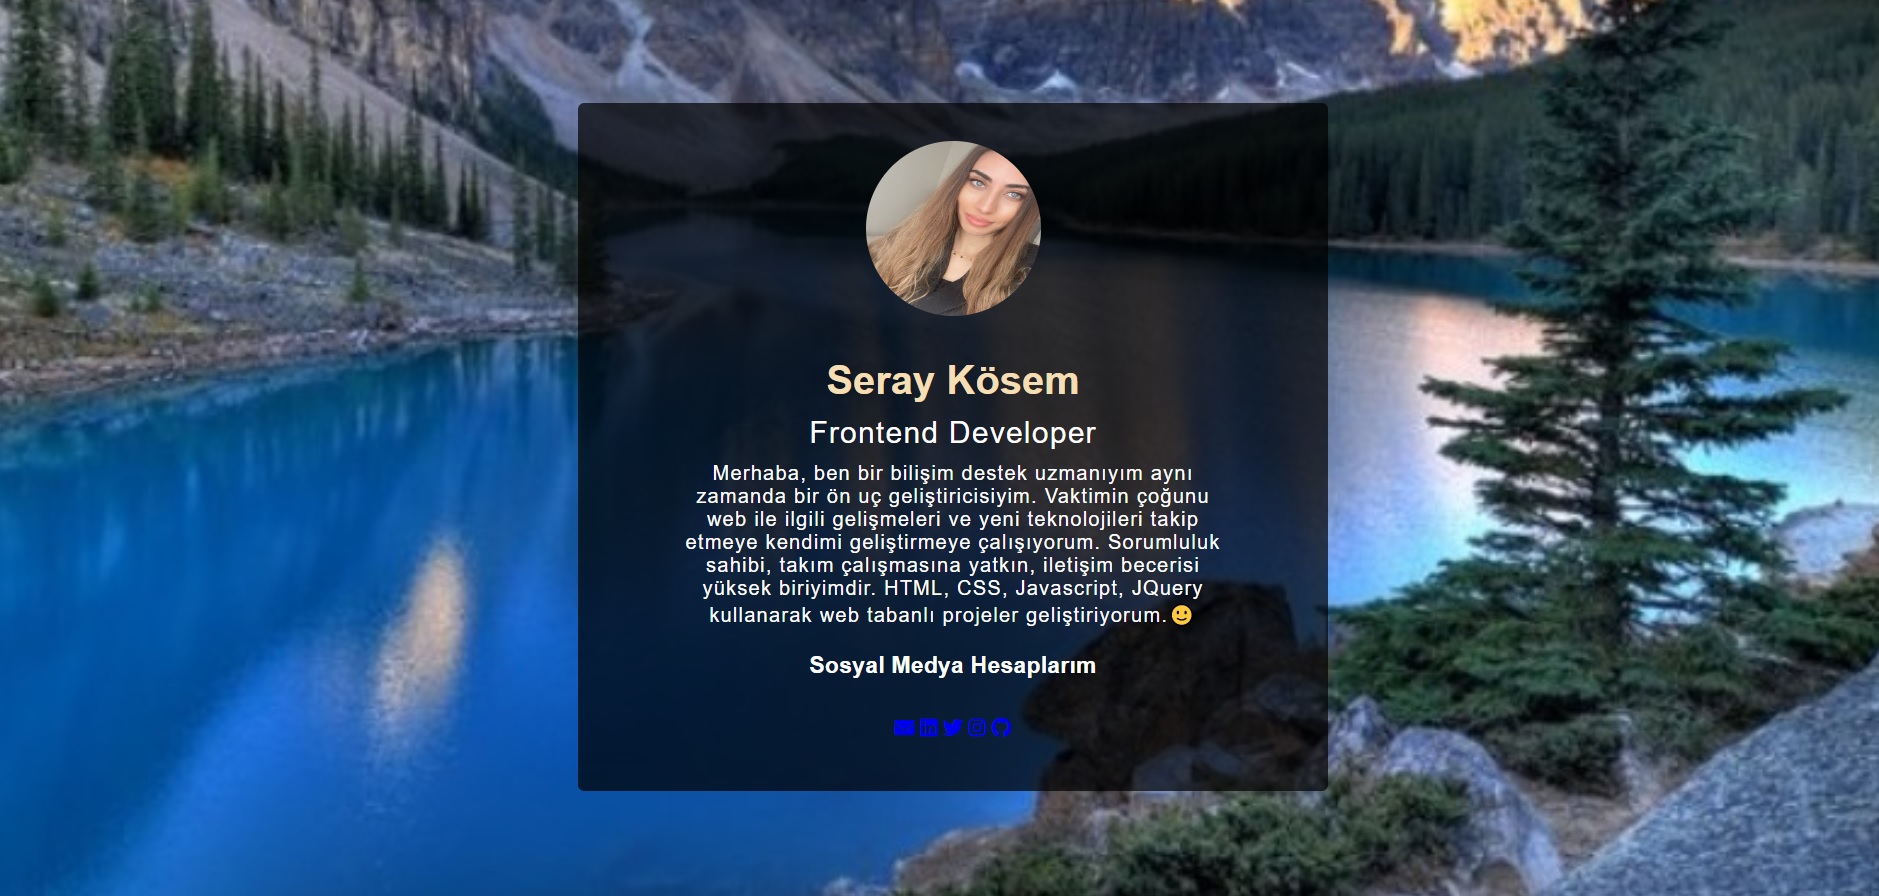 Seray Kösem
Frontend Developer
Merhaba, ben bir bilişim destek uzmanıyım aynı
zamanda bir ön uç geliştiricisiyim. Vaktimin çoğunu
web ile ilgili gelişmeleri ve yeni teknolojileri takip
etmeye kendimi geliştirmeye çalışıyorum. Sorumluluk
sahibi, takım çalışmasına yatkın, iletişim becerisi
yüksek biriyimdir. HTML, CSS, Javascript, JQuery
kullanarak web tabanlı projeler geliştiriyorum.🙂
Sosyal Medya Hesaplarım